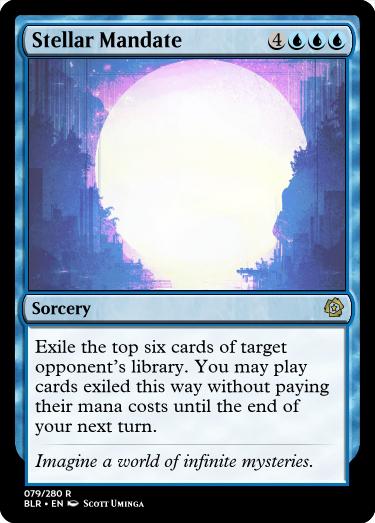 Stellar Mandate 4
Sorcery
Exile the top six cards of target
opponent's library. You may play
cards exiled this way without paying
their mana costs until the end of
your next turn.
Imagine a world of infinite mysteries.
079/280 R
BLR • EN Scott Uminga